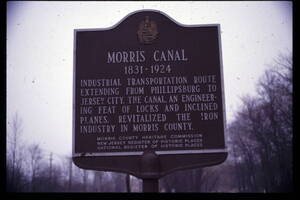 MORRIS CANAL
1831-1924
INDUSTRIAL TRANSPORTATION ROUTE
EXTENDING FROM PHILLIPSBURG TO
JERSEY CITY. THE CANAL, AN ENGINEER-
ING FEAT OF LOCKS AND INCLINED
PLANES, REVITALIZED THE IRON
INDUSTRY IN MORRIS COUNTY.
MORRIS COUNTY HERITAGE COMMISSION
NEW JERSEY REGISTER OF HISTORIC PLACES
NATIONAL REGISTER OF HISTORIC PLACES